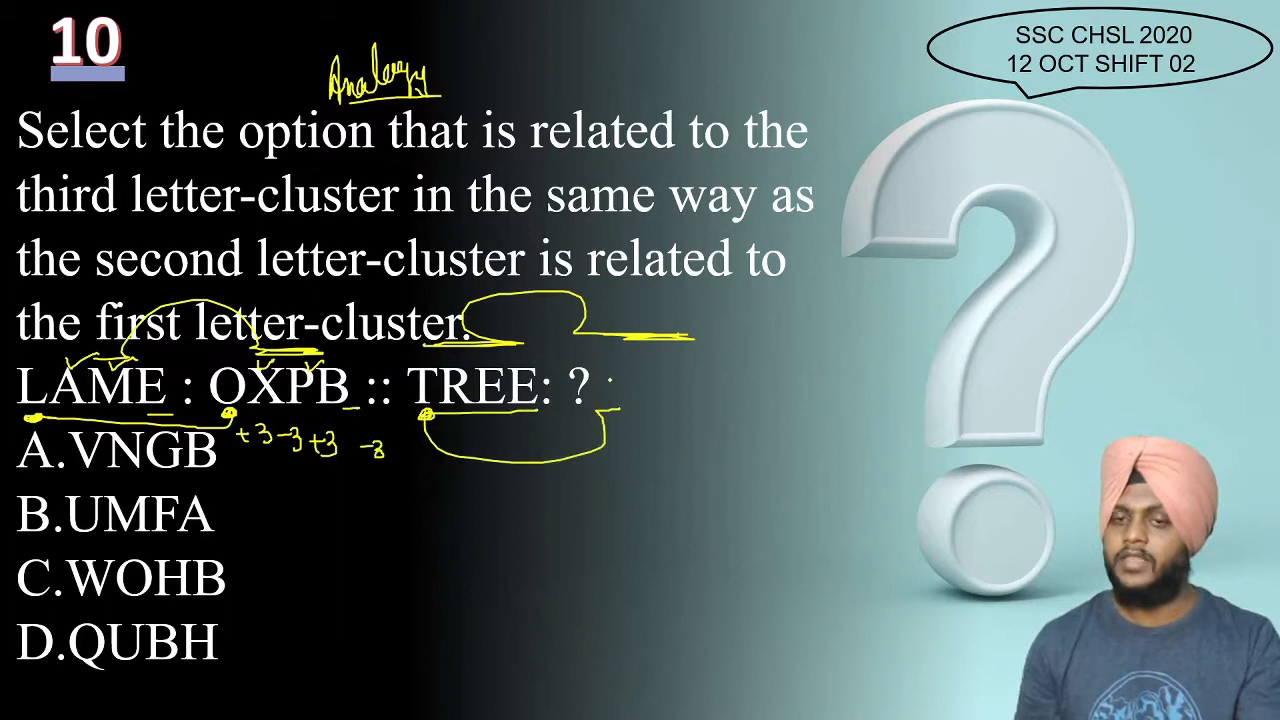 10
SSC CHSL 2020
12 OCT SHIFT 02
Analogy
Select the option that is related to the
third letter-cluster in the same way as
the second letter-cluster is related to
the first letter-cluster.
LAME : OXPB :: TREE: ?
+3 -3 +3 -3
A.VNGB
B.UMFA
C.WOHB
D.QUBH